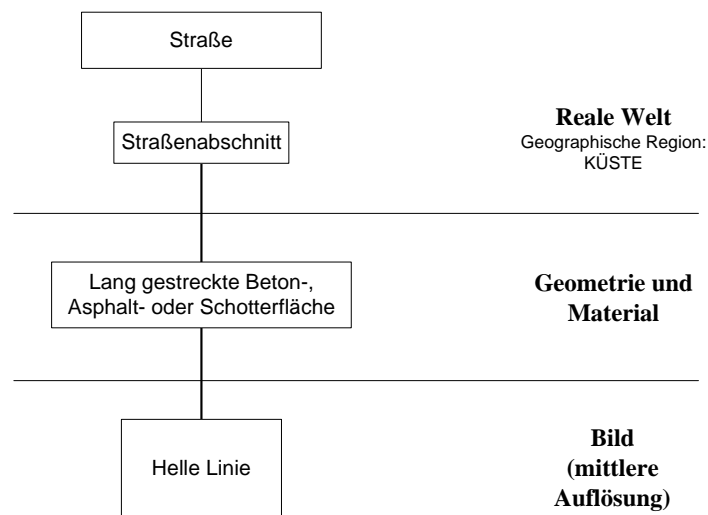 Straße
Straßenabschnitt
Reale Welt
Geographische Region:
KÜSTE
Lang gestreckte Beton-,
Asphalt- oder Schotterfläche
Geometrie und
Material
Helle Linie
Bild
(mittlere
Auflösung)